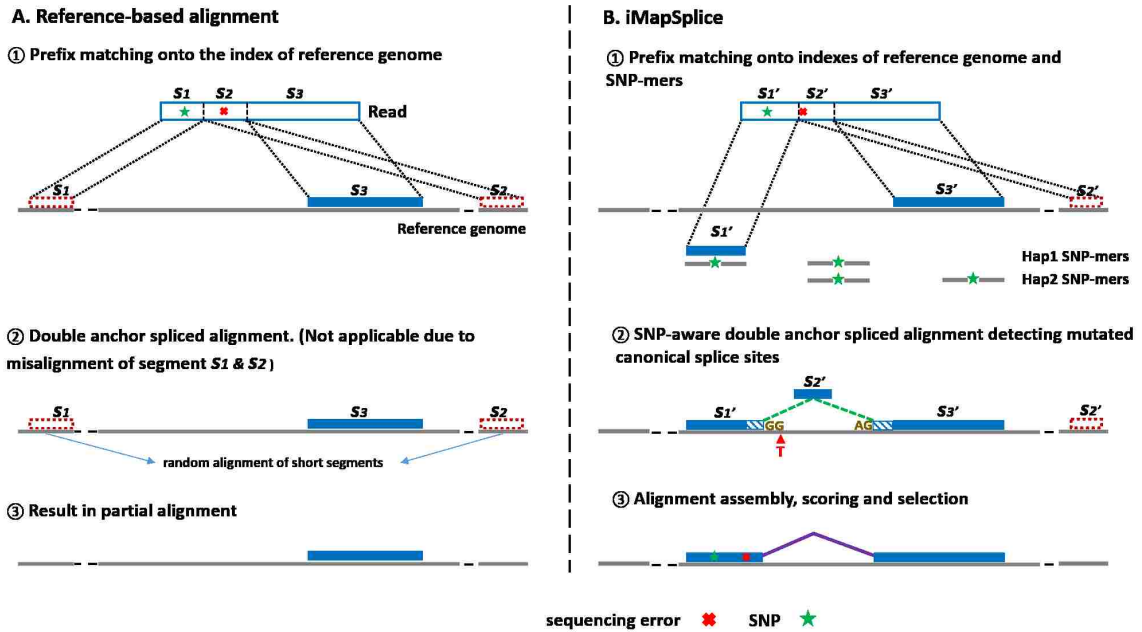 A. Reference-based alignment
① Prefix matching onto the index of reference genome
S1 S2 S3
Read
S1 S3 S2
Reference genome
② Double anchor spliced alignment. (Not applicable due to
misalignment of segment S1 & S2 )
S1 S3 S2
random alignment of short segments
③ Result in partial alignment
B. iMapSplice
① Prefix matching onto indexes of reference genome and
SNP-mers
S1' S2' S3'
S3' S2'
S1'
Hap1 SNP-mers
Hap2 SNP-mers
② SNP-aware double anchor spliced alignment detecting mutated
canonical splice sites
S2'
S1' S3' S2'
GG AG
T
③ Alignment assembly, scoring and selection
sequencing error SNP